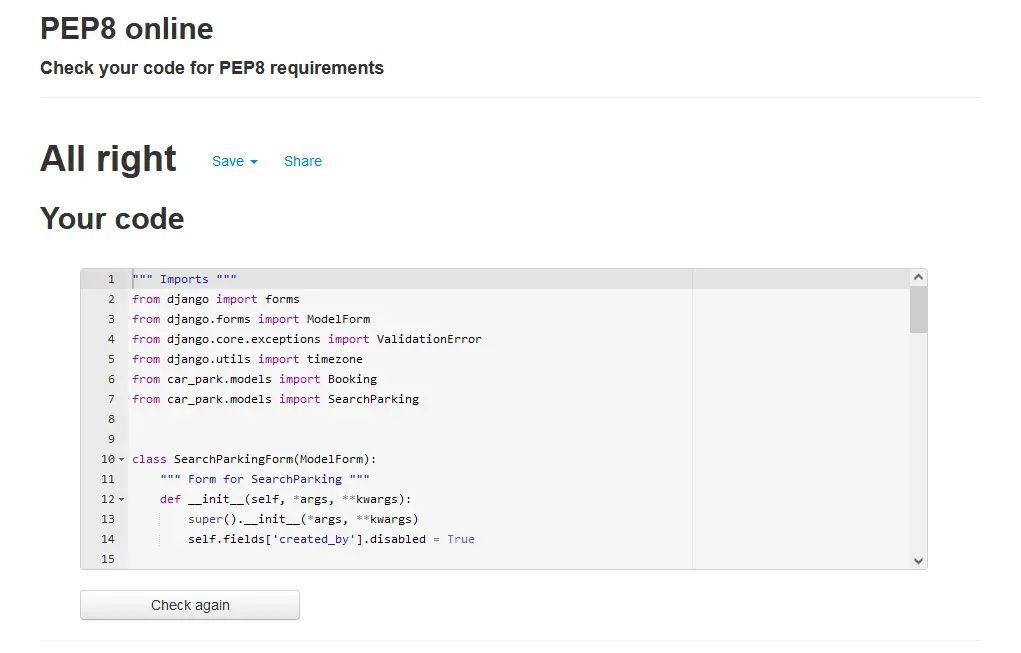 PEP8 online
Check your code for PEP8 requirements
All right Save Share
Your code
1 """ Imports """
2 from django import forms
3 from django.forms import ModelForm
4 from django.core.exceptions import ValidationError
5 from django.utils import timezone
6 from car_park.models import Booking
7 from car_park.models import SearchParking
8
9
10 class SearchParkingForm(ModelForm):
11     """ Form for SearchParking """
12     def __init__(self, *args, **kwargs):
13         super().__init__(*args, **kwargs)
14         self.fields['created_by'].disabled = True
15
Check again